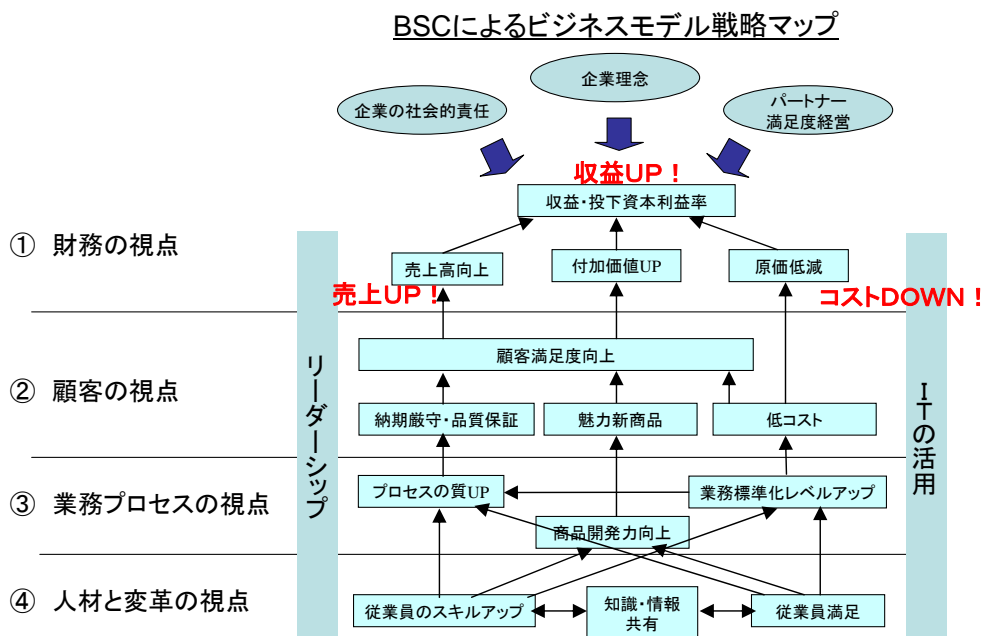 BSCによるビジネスモデル戦略マップ
企業理念
企業の社会的責任
パートナー
満足度経営
収益UP！
収益・投下資本利益率
① 財務の視点
売上高向上
付加価値UP
原価低減
売上UP！
コストDOWN！
顧客満足度向上
② 顧客の視点
納期厳守・品質保証
魅力新商品
低コスト
リーダーシップ
ITの活用
③ 業務プロセスの視点
プロセスの質UP
業務標準化レベルアップ
商品開発力向上
④ 人材と変革の視点
従業員のスキルアップ
知識・情報
共有
従業員満足